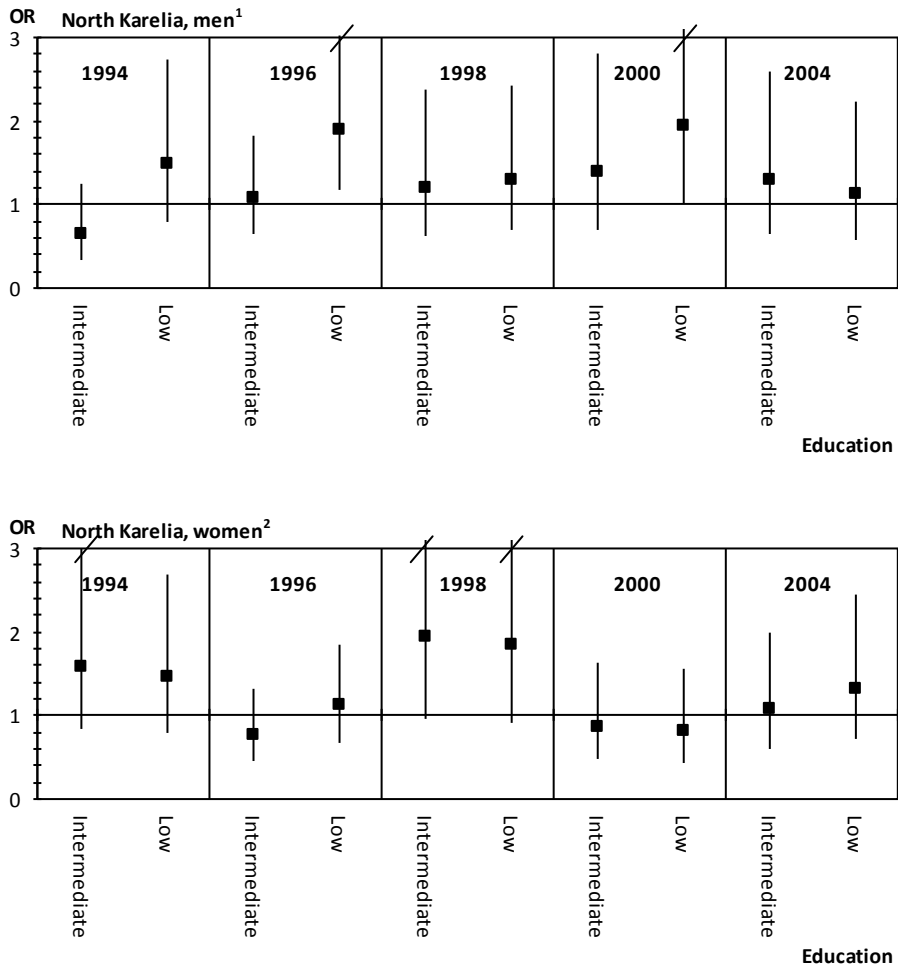 OR North Karelia, men¹
3
1994 1996 1998 2000 2004
2
1
0
Intermediate Low Intermediate Low Intermediate Low Intermediate Low Intermediate Low
Education
OR North Karelia, women²
3
1994 1996 1998 2000 2004
2
1
0
Intermediate Low Intermediate Low Intermediate Low Intermediate Low Intermediate Low
Education